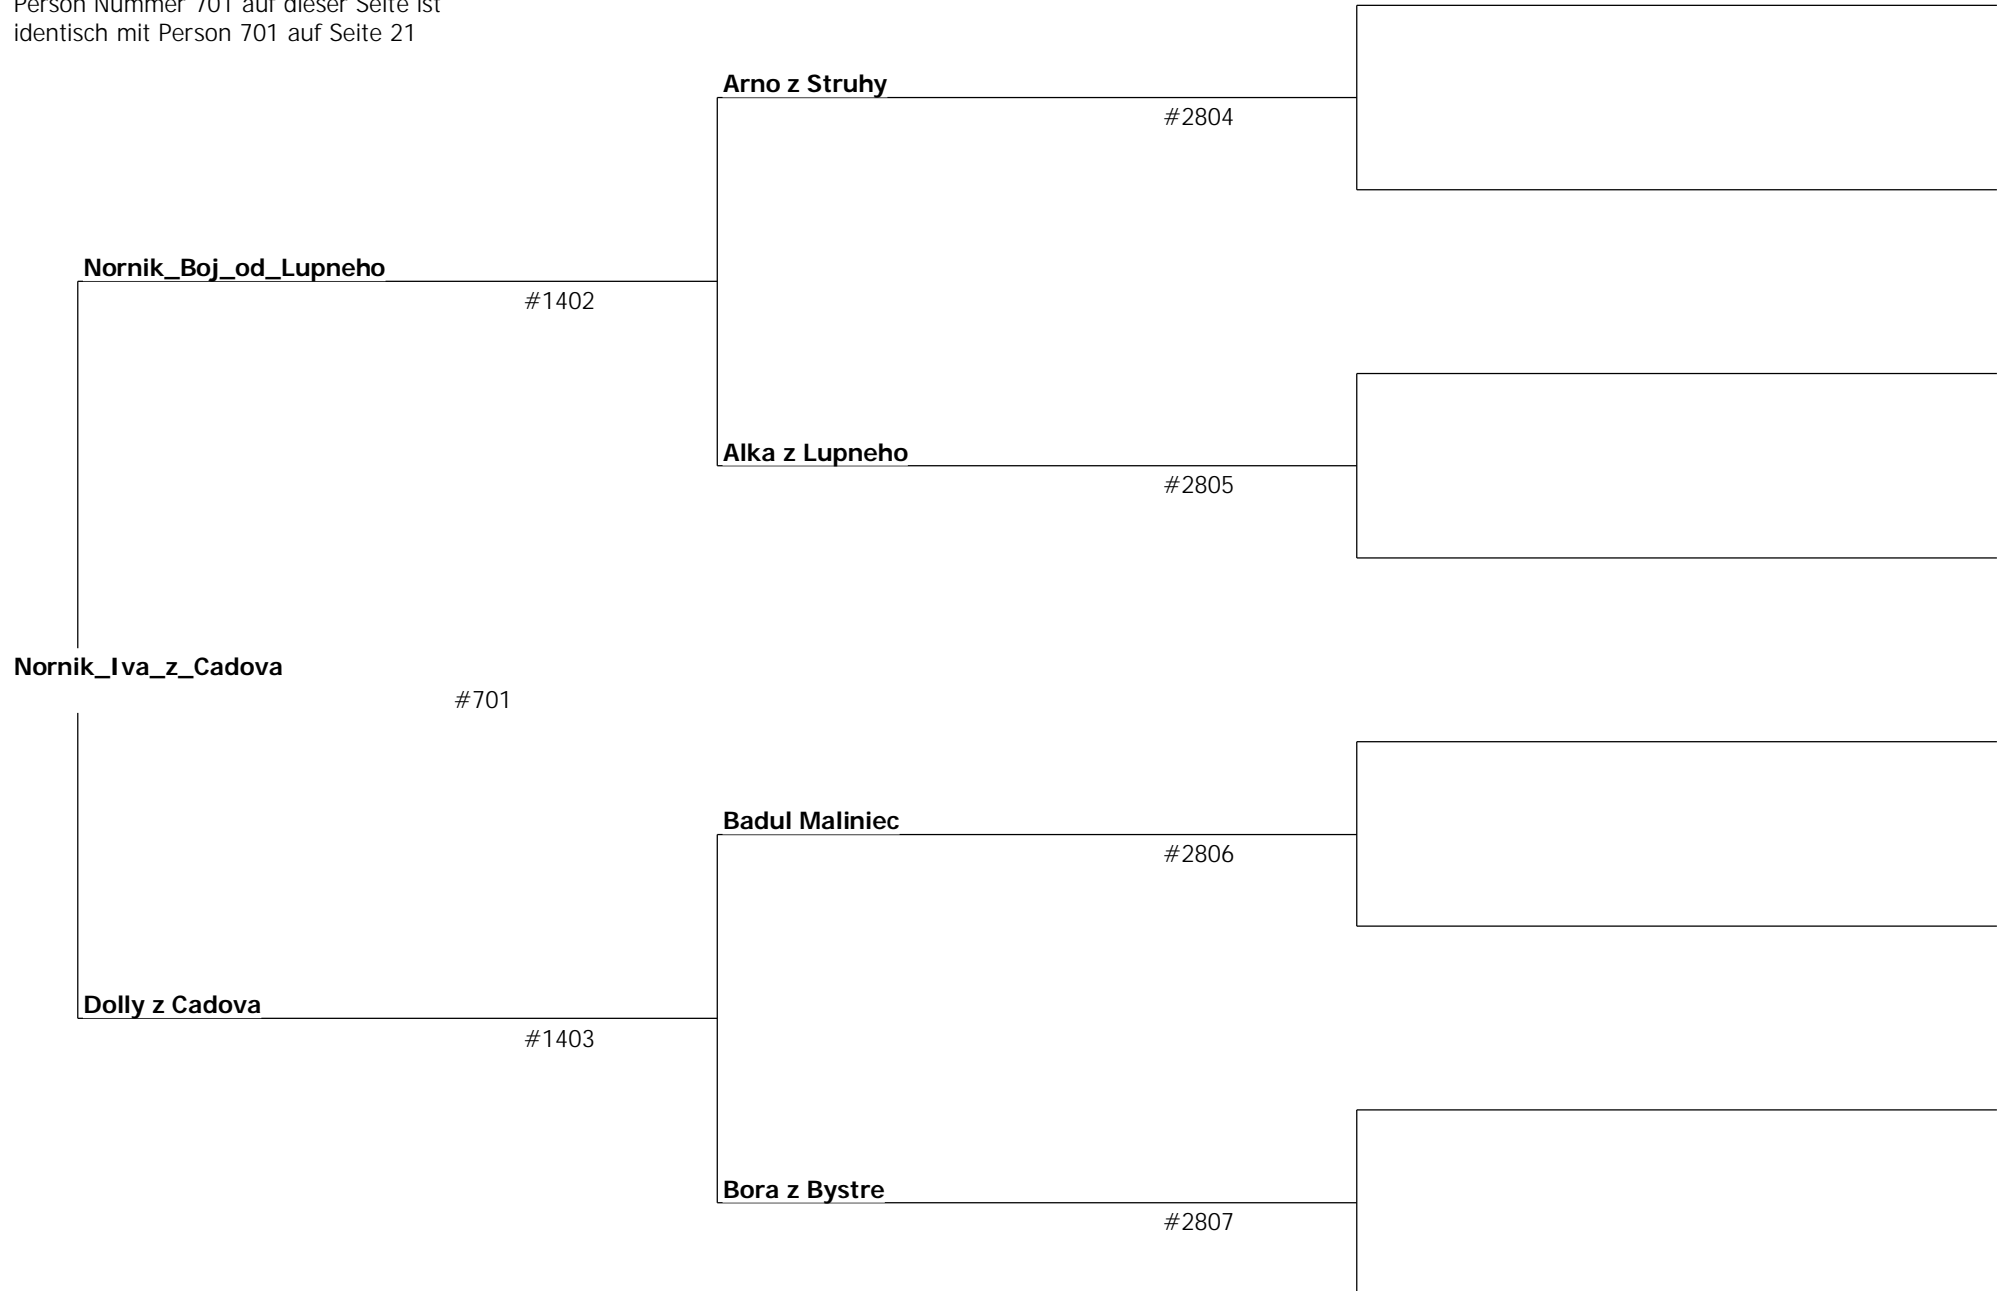 Person Nummer 701 auf dieser Seite ist
identisch mit Person 701 auf Seite 21
Arno z Struhy
#2804
Nornik_Boj_od_Lupneho
#1402
Alka z Lupneho
#2805
Nornik_Iva_z_Cadova
#701
Badul Maliniec
#2806
Dolly z Cadova
#1403
Bora z Bystre
#2807